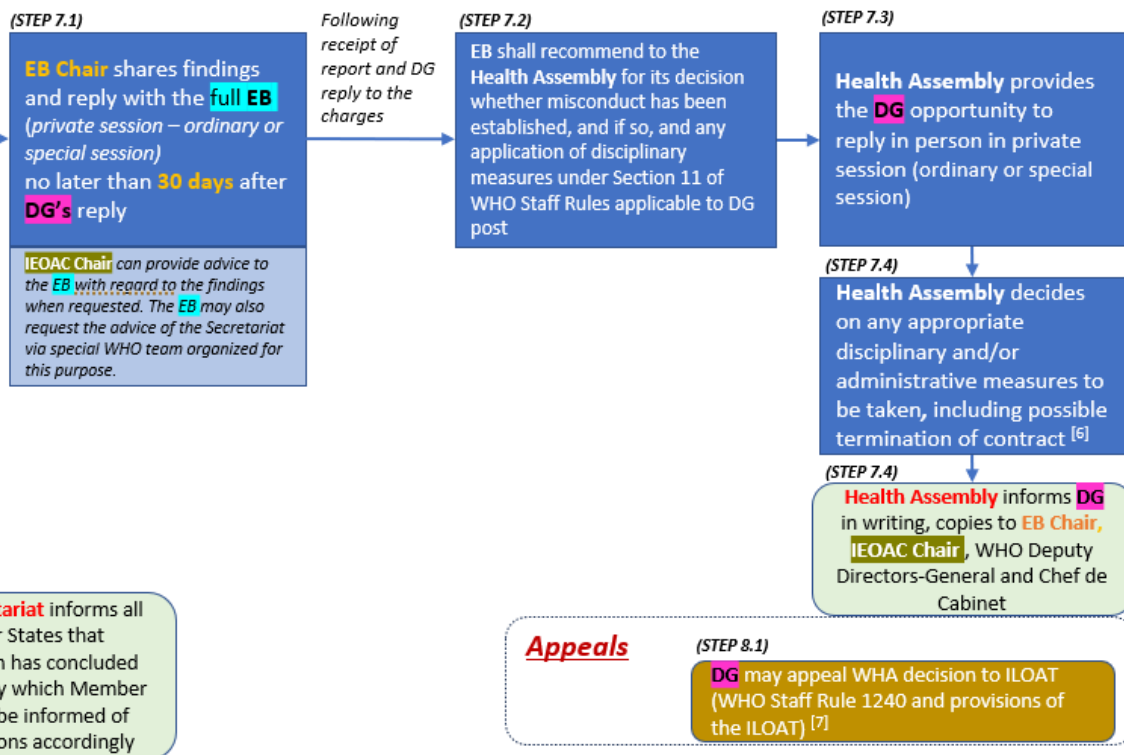 (STEP 7.1)
EB Chair shares findings
and reply with the full EB
(private session – ordinary or
special session)
no later than 30 days after
DG's reply
IEOAC Chair can provide advice to
the EB with regard to the findings
when requested. The EB may also
request the advice of the Secretariat
via special WHO team organized for
this purpose.
Following
receipt of
report and DG
reply to the
charges
(STEP 7.2)
EB shall recommend to the
Health Assembly for its decision
whether misconduct has been
established, and if so, and any
application of disciplinary
measures under Section 11 of
WHO Staff Rules applicable to DG
post
(STEP 7.3)
Health Assembly provides
the DG opportunity to
reply in person in private
session (ordinary or special
session)
(STEP 7.4)
Health Assembly decides
on any appropriate
disciplinary and/or
administrative measures to
be taken, including possible
termination of contract [6]
(STEP 7.4)
Health Assembly informs DG
in writing, copies to EB Chair,
IEOAC Chair, WHO Deputy
Directors-General and Chef de
Cabinet
tariat informs all
r States that
n has concluded
y which Member
be informed of
ons accordingly
Appeals
(STEP 8.1)
DG may appeal WHA decision to ILOAT
(WHO Staff Rule 1240 and provisions of
the ILOAT) [7]